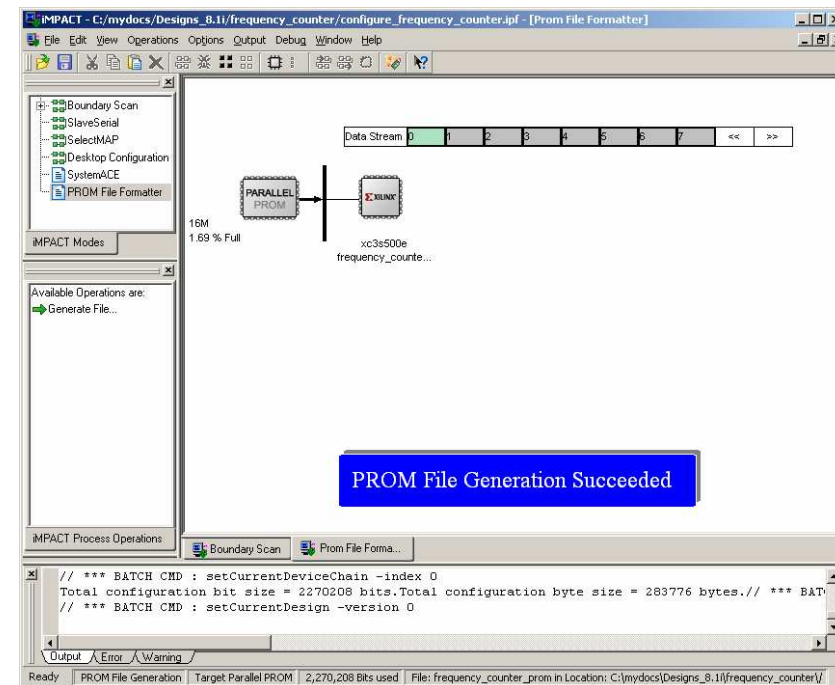 iMPACT - C:/mydocs/Designs_8.1i/frequency_counter/configure_frequency_counter.ipf - [Prom File Formatter]
File Edit View Operations Options Output Debug Window Help
Boundary Scan
SlaveSerial
SelectMAP
Desktop Configuration
SystemACE
PROM File Formatter
iMPACT Modes
Available Operations are:
Generate File...
iMPACT Process Operations
Data Stream 0 1 2 3 4 5 6 7 << >>
PARALLEL
PROM
XILINX
16M
1.69 % Full
xc3s500e
frequency_counte...
PROM File Generation Succeeded
Boundary Scan
Prom File Forma...
// *** BATCH CMD : setCurrentDeviceChain -index 0
Total configuration bit size = 2270208 bits.Total configuration byte size = 283776 bytes.// *** BAT
// *** BATCH CMD : setCurrentDesign -version 0
Output Error Warning
Ready PROM File Generation Target Parallel PROM 2,270,208 Bits used File: frequency_counter_prom in Location: C:\mydocs\Designs_8.1i\frequency_counter\/